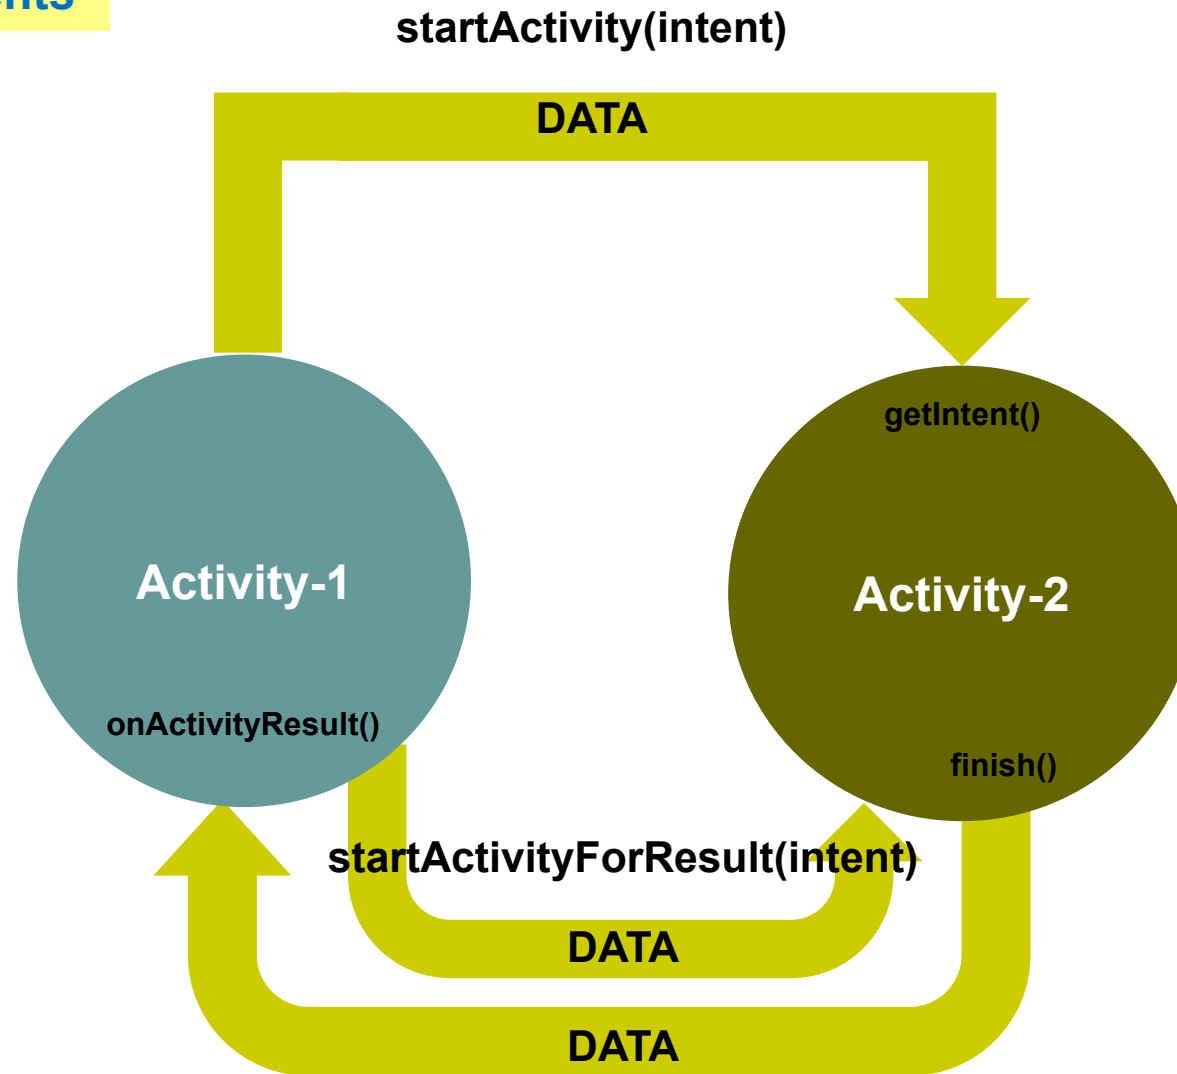 startActivity(intent)
DATA
getIntent()
Activity-1
Activity-2
onActivityResult()
finish()
startActivityForResult(intent)
DATA
DATA